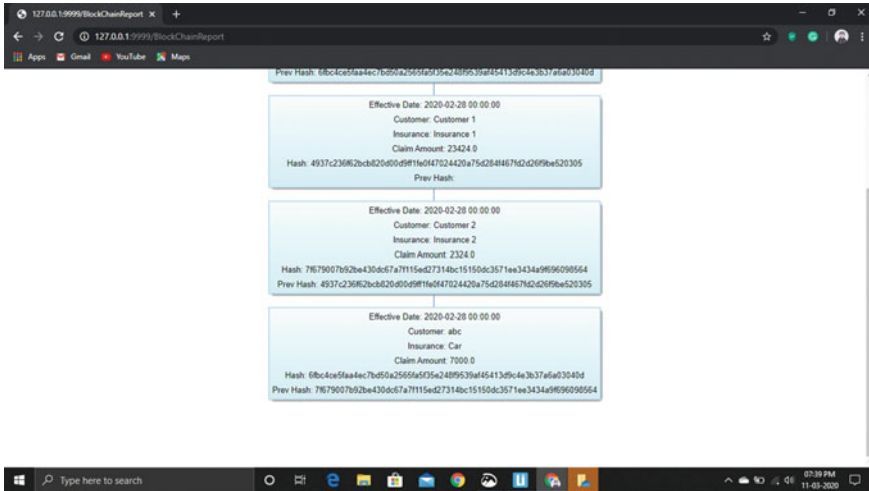 127.0.0.1:9999/BlockChainReport
127.0.0.1:9999/BlockChainReport
Apps Gmail YouTube Maps
Prev Hash: 6fbc4ce5faa4ec7bd50a2565fa5f35e248f9539af45413d9c4e3b37a6a03040d
Effective Date: 2020-02-28 00:00:00
Customer: Customer 1
Insurance: Insurance 1
Claim Amount: 23424.0
Hash: 4937c236f62bcb820d00d9ff1fe0f47024420a75d284f467fd2d26f9be520305
Prev Hash:
Effective Date: 2020-02-28 00:00:00
Customer: Customer 2
Insurance: Insurance 2
Claim Amount: 2324.0
Hash: 7f679007b92be430dc67a7f115ed27314bc15150dc3571ee3434a9f696098564
Prev Hash: 4937c236f62bcb820d00d9ff1fe0f47024420a75d284f467fd2d26f9be520305
Effective Date: 2020-02-28 00:00:00
Customer: abc
Insurance: Car
Claim Amount: 7000.0
Hash: 6fbc4ce5faa4ec7bd50a2565fa5f35e248f9539af45413d9c4e3b37a6a03040d
Prev Hash: 7f679007b92be430dc67a7f115ed27314bc15150dc3571ee3434a9f696098564
Type here to search
07:39 PM
11-03-2020